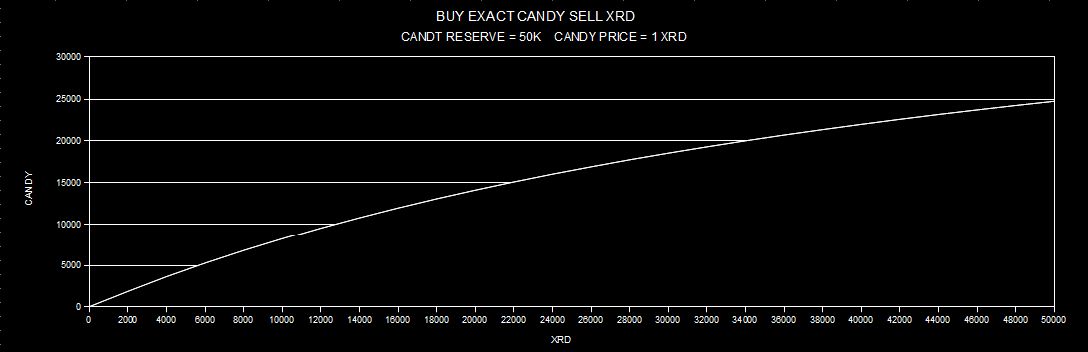 BUY EXACT CANDY SELL XRD
CANDT RESERVE = 50K    CANDY PRICE = 1 XRD
30000
25000
20000
15000
10000
5000
0
CANDY
0 2000 4000 6000 8000 10000 12000 14000 16000 18000 20000 22000 24000 26000 28000 30000 32000 34000 36000 38000 40000 42000 44000 46000 48000 50000
XRD